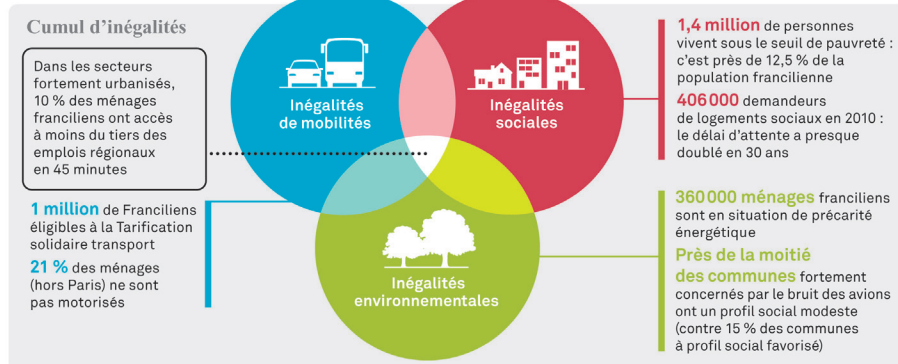 Cumul d'inégalités
Dans les secteurs
fortement urbanisés,
10 % des ménages
franciliens ont accès
à moins du tiers des
emplois régionaux
en 45 minutes
1 million de Franciliens
éligibles à la Tarification
solidaire transport
21 % des ménages
(hors Paris) ne sont
pas motorisés
Inégalités
de mobilités
Inégalités
sociales
Inégalités
environnementales
1,4 million de personnes
vivent sous le seuil de pauvreté :
c'est près de 12,5 % de la
population francilienne
406 000 demandeurs
de logements sociaux en 2010 :
le délai d'attente a presque
doublé en 30 ans
360 000 ménages franciliens
sont en situation de précarité
énergétique
Près de la moitié
des communes fortement
concernés par le bruit des avions
ont un profil social modeste
(contre 15 % des communes
à profil social favorisé)